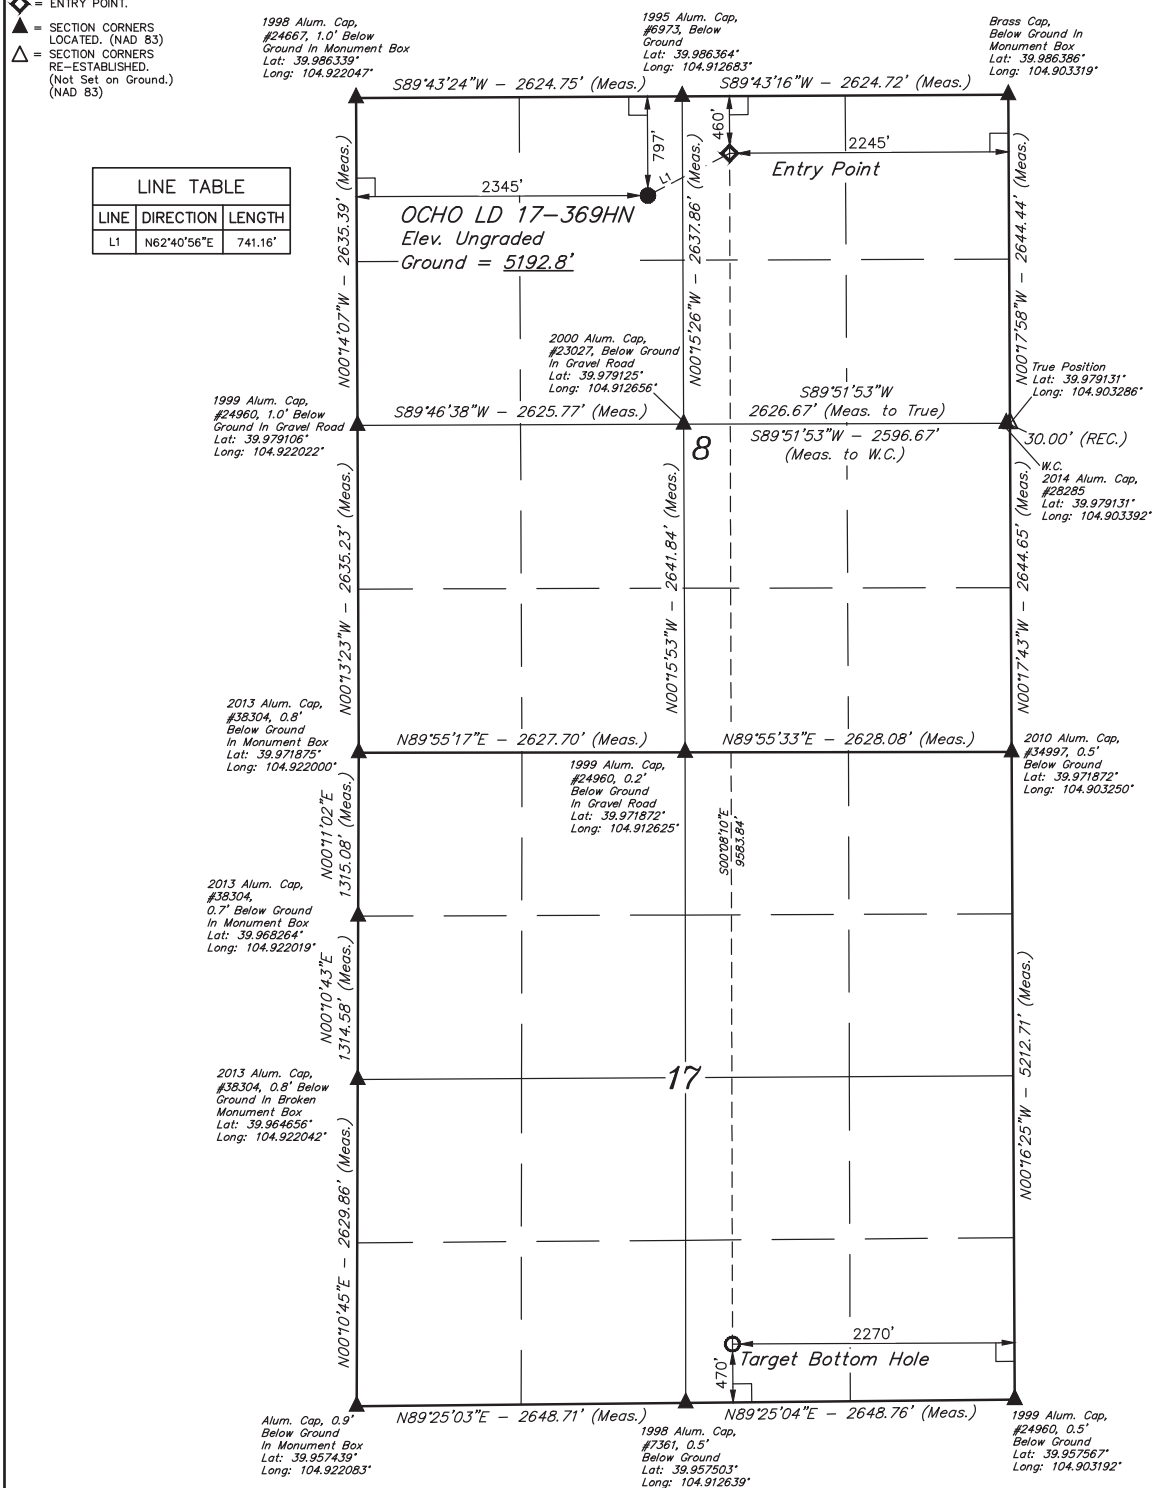 = ENTRY POINT.
= SECTION CORNERS
LOCATED. (NAD 83)
= SECTION CORNERS
RE-ESTABLISHED.
(Not Set on Ground.)
(NAD 83)
1998 Alum. Cap,
#24667, 1.0' Below
Ground In Monument Box
Lat: 39.986339°
Long: 104.922047°
1995 Alum. Cap,
#6973, Below
Ground
Lat: 39.986364°
Long: 104.912683°
Brass Cap,
Below Ground In
Monument Box
Lat: 39.986386°
Long: 104.903319°
S89°43'24"W - 2624.75' (Meas.)
S89°43'16"W - 2624.72' (Meas.)
LINE TABLE
LINE DIRECTION LENGTH
L1 N62°40'56"E 741.16'
N00°14'07"W - 2635.39' (Meas.)
797'
460'
2245'
Entry Point
L1
2345'
OCHO LD 17-369HN
Elev. Ungraded
Ground = 5192.8'
N00°15'26"W - 2637.86' (Meas.)
N00°17'58"W - 2644.44' (Meas.)
2000 Alum. Cap,
#23027, Below Ground
In Gravel Road
Lat: 39.979125°
Long: 104.912656°
True Position
Lat: 39.979131°
Long: 104.903286°
1999 Alum. Cap,
#24960, 1.0' Below
Ground In Gravel Road
Lat: 39.979106°
Long: 104.922022°
S89°46'38"W - 2625.77' (Meas.)
S89°51'53"W
2626.67' (Meas. to True)
S89°51'53"W - 2596.67'
(Meas. to W.C.)
8
30.00' (REC.)
W.C.
2014 Alum. Cap,
#28285
Lat: 39.979131°
Long: 104.903392°
N00°13'23"W - 2635.23' (Meas.)
N00°15'53"W - 2641.84' (Meas.)
N00°17'43"W - 2644.65' (Meas.)
2013 Alum. Cap,
#38304, 0.8'
Below Ground
In Monument Box
Lat: 39.971875°
Long: 104.922000°
N89°55'17"E - 2627.70' (Meas.)
N89°55'33"E - 2628.08' (Meas.)
2010 Alum. Cap,
#34997, 0.5'
Below Ground
Lat: 39.971872°
Long: 104.903250°
1999 Alum. Cap,
#24960, 0.2'
Below Ground
In Gravel Road
Lat: 39.971872°
Long: 104.912625°
N00°11'02"E
1315.08' (Meas.)
S00°08'10"E
9583.84'
2013 Alum. Cap,
#38304,
0.7' Below Ground
In Monument Box
Lat: 39.968264°
Long: 104.922019°
N00°10'43"E
1314.58' (Meas.)
N00°16'25"W - 5212.71' (Meas.)
2013 Alum. Cap,
#38304, 0.8' Below
Ground In Broken
Monument Box
Lat: 39.964656°
Long: 104.922042°
17
N00°10'45"E - 2629.86' (Meas.)
2270'
Target Bottom Hole
470'
N89°25'03"E - 2648.71' (Meas.)
N89°25'04"E - 2648.76' (Meas.)
Alum. Cap, 0.9'
Below Ground
In Monument Box
Lat: 39.957439°
Long: 104.922083°
1998 Alum. Cap,
#7361, 0.5'
Below Ground
Lat: 39.957503°
Long: 104.912639°
1999 Alum. Cap,
#24960, 0.5'
Below Ground
Lat: 39.957567°
Long: 104.903192°